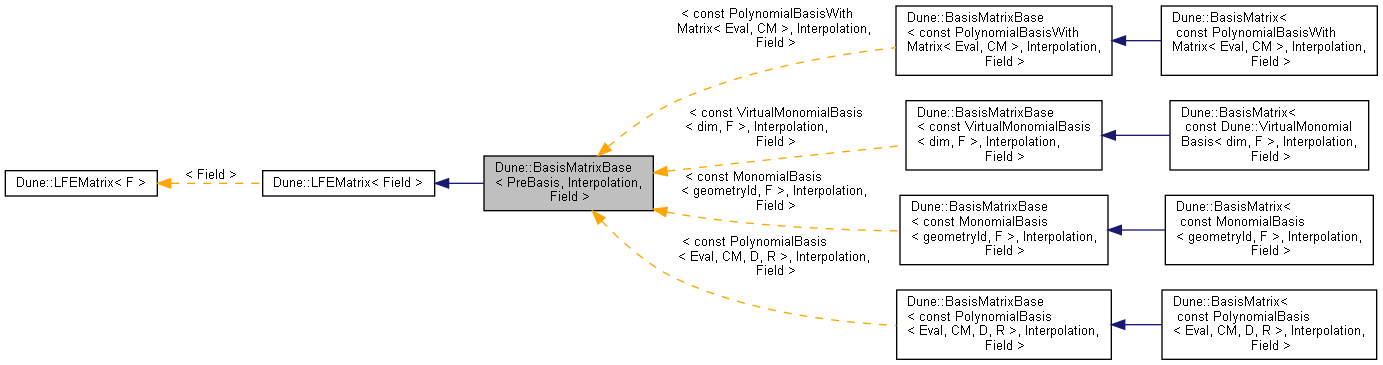 Dune::LFEMatrix< F >
< Field >
Dune::LFEMatrix< Field >
Dune::BasisMatrixBase
< PreBasis, Interpolation,
Field >
< const PolynomialBasisWith
Matrix< Eval, CM >, Interpolation,
Field >
Dune::BasisMatrixBase
< const PolynomialBasisWith
Matrix< Eval, CM >, Interpolation,
Field >
Dune::BasisMatrix<
const PolynomialBasisWith
Matrix< Eval, CM >, Interpolation,
Field >
< const VirtualMonomialBasis
< dim, F >, Interpolation,
Field >
Dune::BasisMatrixBase
< const VirtualMonomialBasis
< dim, F >, Interpolation,
Field >
Dune::BasisMatrix<
const Dune::VirtualMonomial
Basis< dim, F >, Interpolation,
Field >
< const MonomialBasis
< geometryId, F >, Interpolation,
Field >
Dune::BasisMatrixBase
< const MonomialBasis
< geometryId, F >, Interpolation,
Field >
Dune::BasisMatrix<
const MonomialBasis
< geometryId, F >, Interpolation,
Field >
< const PolynomialBasis
< Eval, CM, D, R >, Interpolation,
Field >
Dune::BasisMatrixBase
< const PolynomialBasis
< Eval, CM, D, R >, Interpolation,
Field >
Dune::BasisMatrix<
const PolynomialBasis
< Eval, CM, D, R >, Interpolation,
Field >